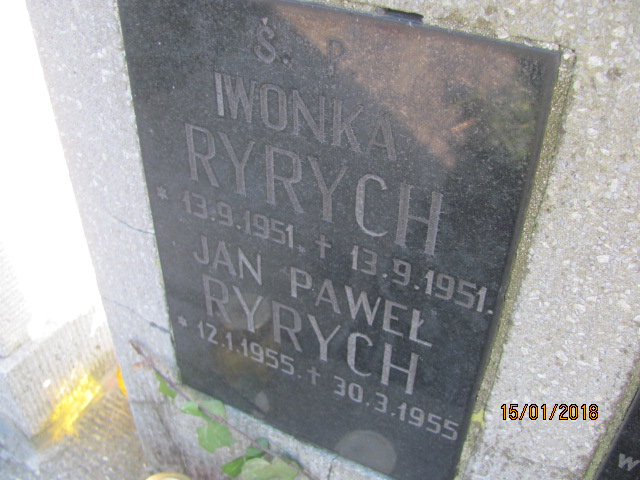 Ś. P.
IWONKA
RYRYCH
* 13.9.1951. + 13.9.1951.
JAN PAWEŁ
RYRYCH
* 12.1.1955. + 30.3.1955
15/01/2018
W